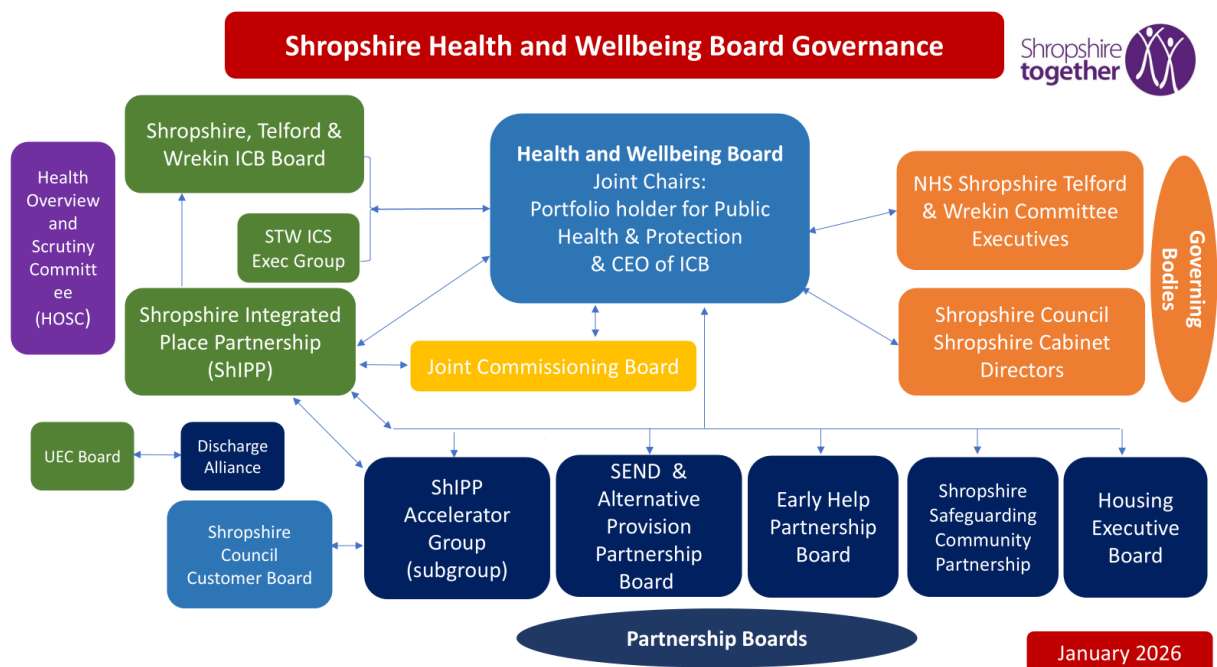 Shropshire Health and Wellbeing Board Governance
Shropshire
together
Health
Overview
and
Scrutiny
Committ
ee
(HOSC)
Shropshire, Telford &
Wrekin ICB Board
STW ICS
Exec Group
Shropshire Integrated
Place Partnership
(ShIPP)
Health and Wellbeing Board
Joint Chairs:
Portfolio holder for Public
Health & Protection
& CEO of ICB
Joint Commissioning Board
NHS Shropshire Telford
& Wrekin Committee
Executives
Shropshire Council
Shropshire Cabinet
Directors
Governing
Bodies
UEC Board
Discharge
Alliance
Shropshire
Council
Customer Board
ShIPP
Accelerator
Group
(subgroup)
SEND &
Alternative
Provision
Partnership
Board
Early Help
Partnership
Board
Shropshire
Safeguarding
Community
Partnership
Housing
Executive
Board
Partnership Boards
January 2026